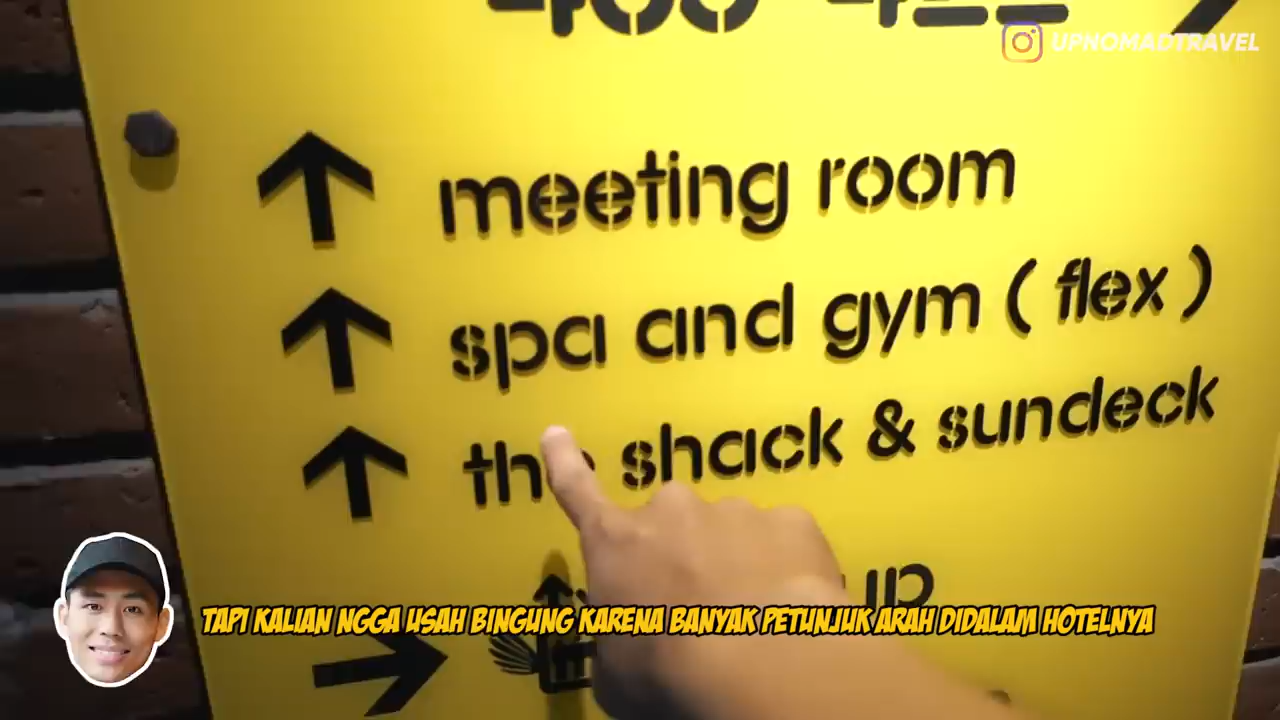 UPNOMADTRAVEL
meeting room
spa and gym ( flex )
the shack & sundeck
up
TAPI KALIAN NGGA USAH BINGUNG KARENA BANYAK PETUNJUK ARAH DIDALAM HOTELNYA